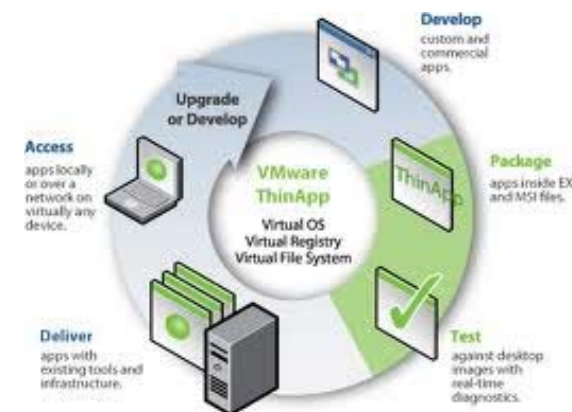 Develop
custom and
commercial
apps.
Upgrade
or Develop
Access
apps locally
or over a
network on
virtually any
device.
VMware
ThinApp
Virtual OS
Virtual Registry
Virtual File System
ThinApp
Package
apps inside EX
and MSI files.
Deliver
apps with
existing tools and
infrastructure.
Test
against desktop
images with
real-time
diagnostics.